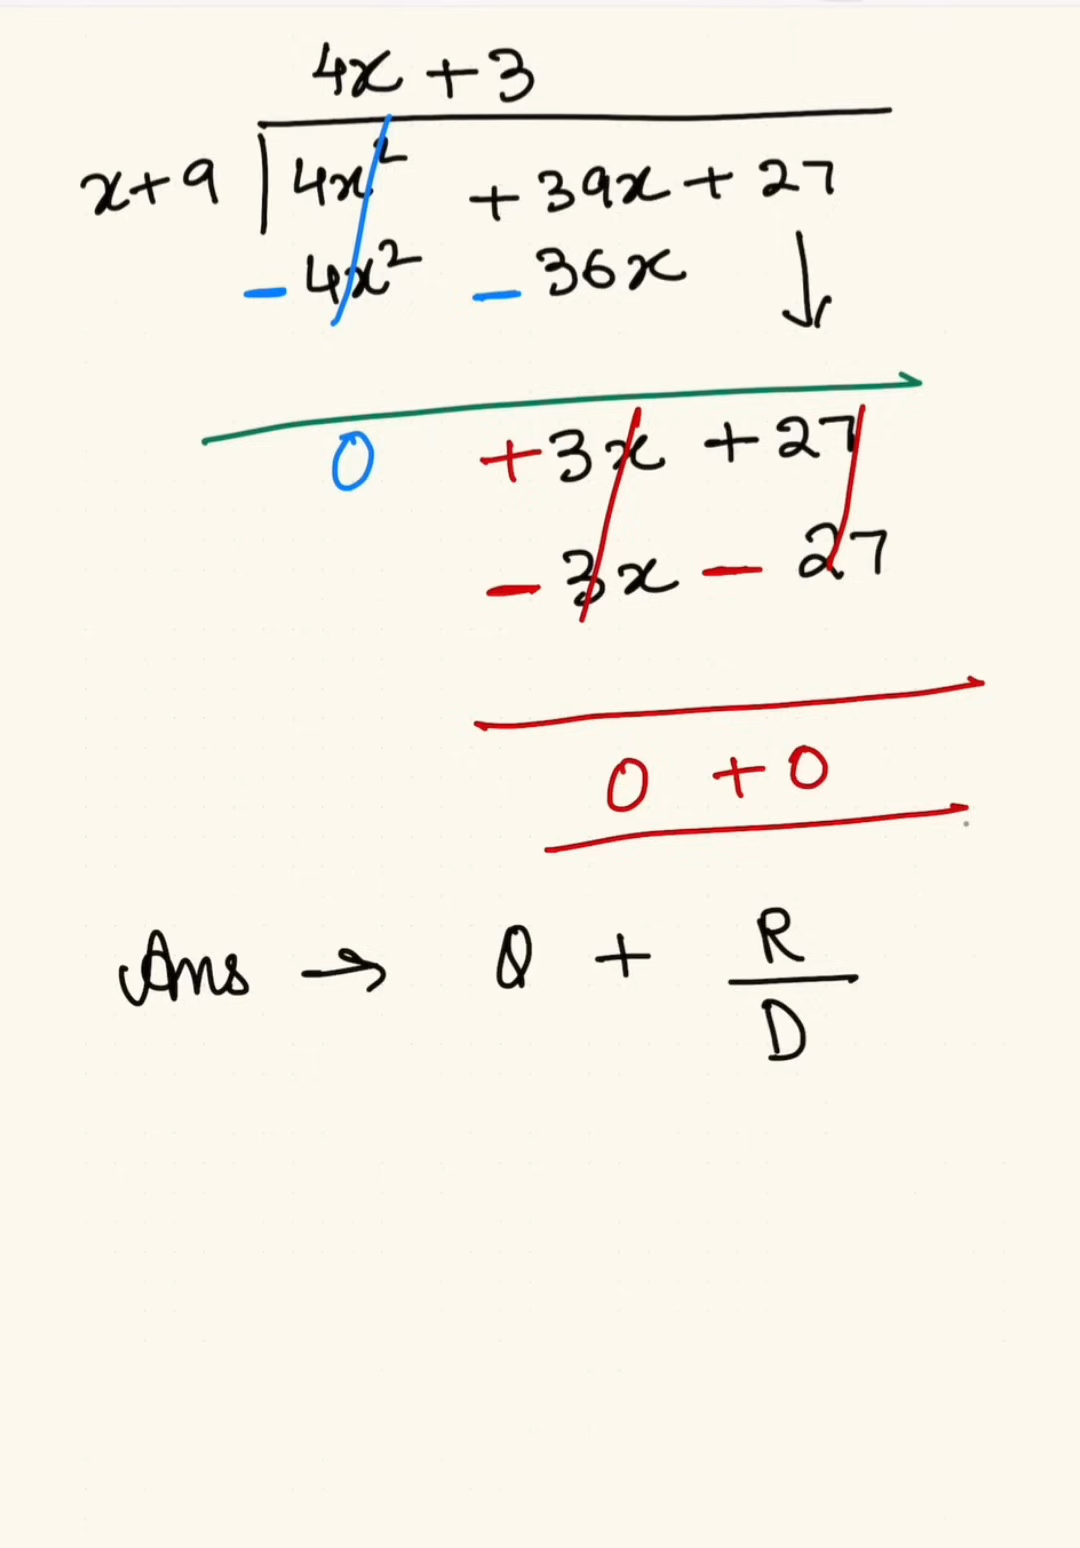 4x + 3
x+9 | 4x² + 39x + 27
- 4x² - 36x
0 +3x + 27
- 3x - 27
0 + 0
Ans → Q + R/D